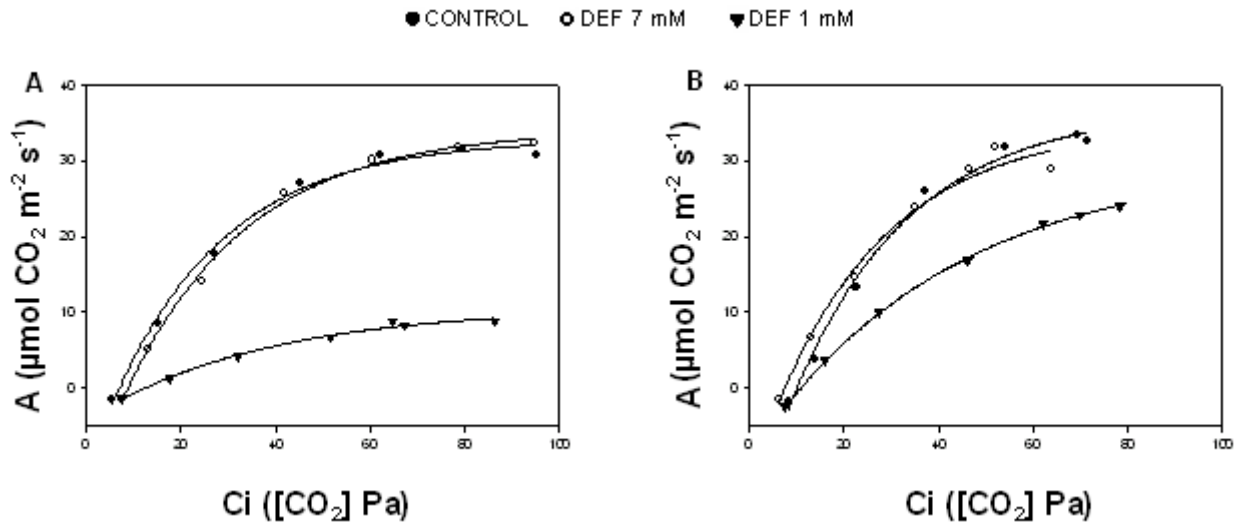 ● CONTROL ○ DEF 7 mM ▼ DEF 1 mM
A
40
30
20
10
0
A (µmol CO₂ m⁻² s⁻¹)
0 20 40 60 80 100
Ci ([CO₂] Pa)
B
40
30
20
10
0
A (µmol CO₂ m⁻² s⁻¹)
0 20 40 60 80 100
Ci ([CO₂] Pa)